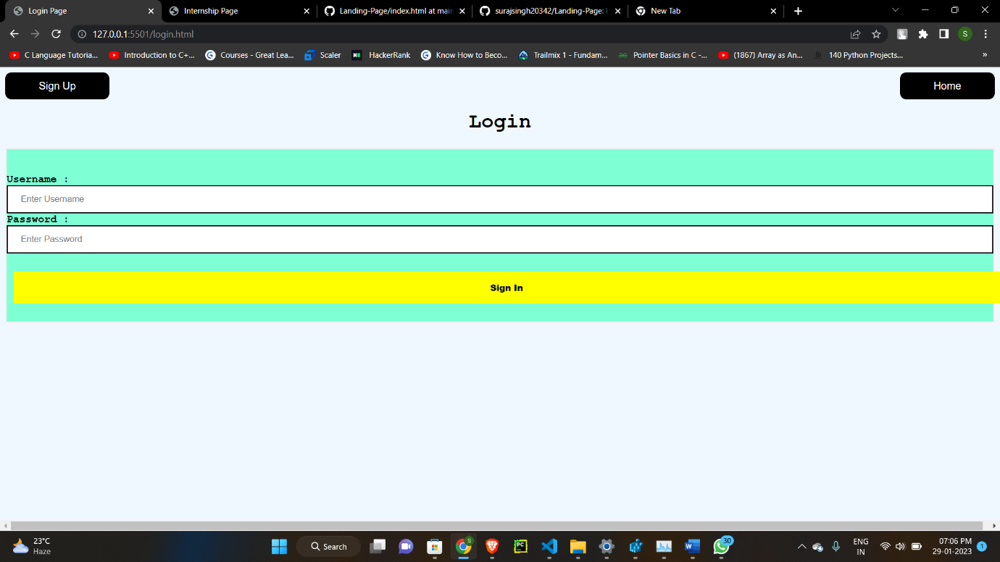 Login Page
Internship Page
Landing-Page/index.html at main
surajsingh20342/Landing-Page:
New Tab
127.0.0.1:5501/login.html
S
C Language Tutoria...
Introduction to C+...
Courses - Great Lea...
Scaler
HackerRank
Know How to Beco...
Trailmix 1 - Fundam...
Pointer Basics in C -...
(1867) Array as An...
140 Python Projects...
»
Sign Up
Home
Login
Username :
Enter Username
Password :
Enter Password
Sign In
23°C
Haze
Search
S
PC
W
30
ENG
IN
07:06 PM
29-01-2023
1